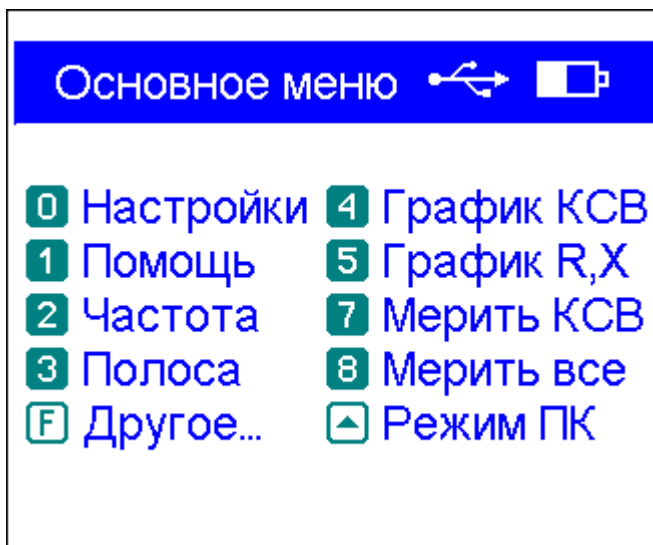 Основное меню
0 Настройки
1 Помощь
2 Частота
3 Полоса
F Другое...
4 График КСВ
5 График R,X
7 Мерить КСВ
8 Мерить все
Режим ПК